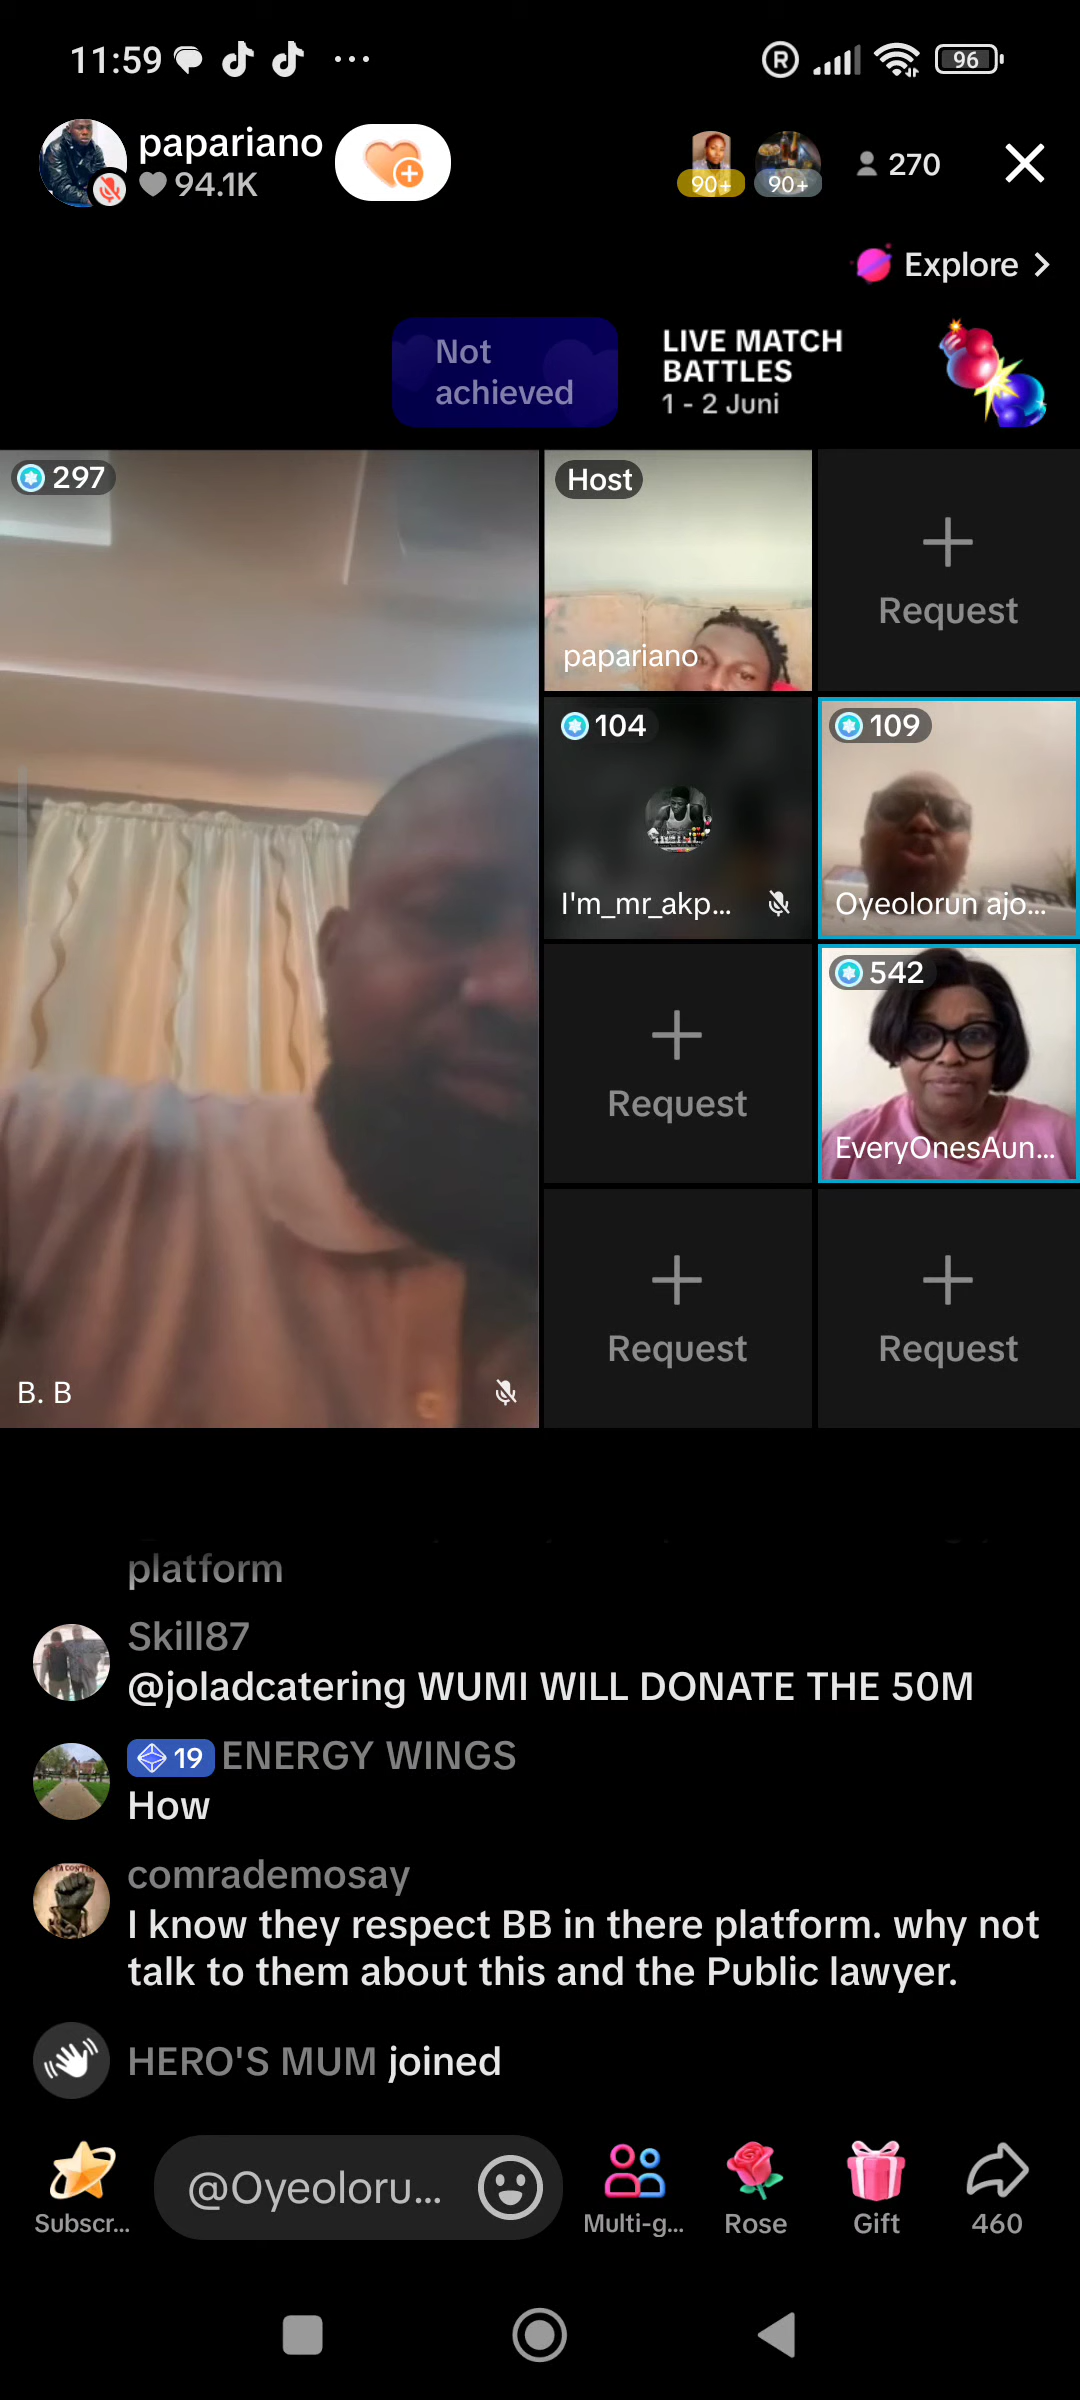 11:59
R
96
papariano
94.1K
90+
90+
270
Explore
Not
achieved
LIVE MATCH
BATTLES
1 - 2 Juni
297
Host
papariano
Request
104
I'm_mr_akp...
109
Oyeolorun ajo...
Request
542
EveryOnesAun...
B. B
Request
Request
platform
Skill87
@joladcatering WUMI WILL DONATE THE 50M
19 ENERGY WINGS
How
comrademosay
I know they respect BB in there platform. why not
talk to them about this and the Public lawyer.
HERO'S MUM joined
@Oyeoloru...
Subscr...
Multi-g...
Rose
Gift
460